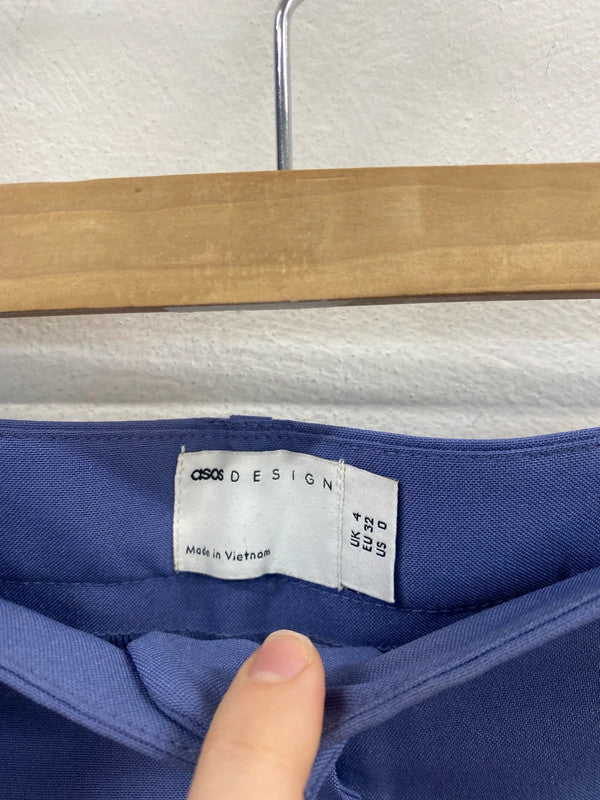 asos DESIGN
Made in Vietnam
UK 4
EU 32
US 0